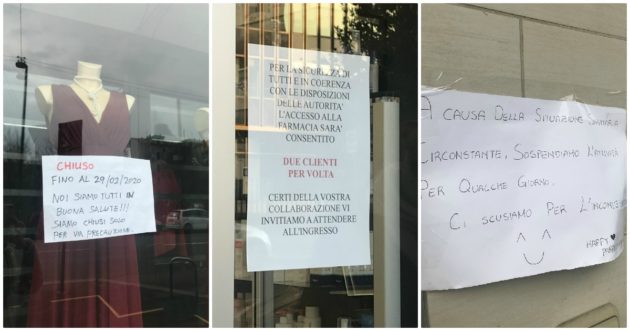 CHIUSO
FINO AL 29/02/2020
NOI SIAMO TUTTI IN
BUONA SALUTE!!!
SIAMO CHIUSI SOLO
PER VIA PRECAUZIONE.
PER LA SICUREZZA DI
TUTTI E IN COERENZA
CON LE DISPOSIZIONI
DELLE AUTORITA'
L'ACCESSO ALLA
FARMACIA SARA'
CONSENTITO
DUE CLIENTI
PER VOLTA
CERTI DELLA VOSTRA
COLLABORAZIONE VI
INVITIAMO A ATTENDERE
ALL'INGRESSO
A CAUSA DELLA SITUAZIONE
CIRCOSTANTE, SOSPENDIAMO L'ATTIVITÀ
PER QUALCHE GIORNO.
CI SCUSIAMO PER L'INCONVENIENTE
HAPPY